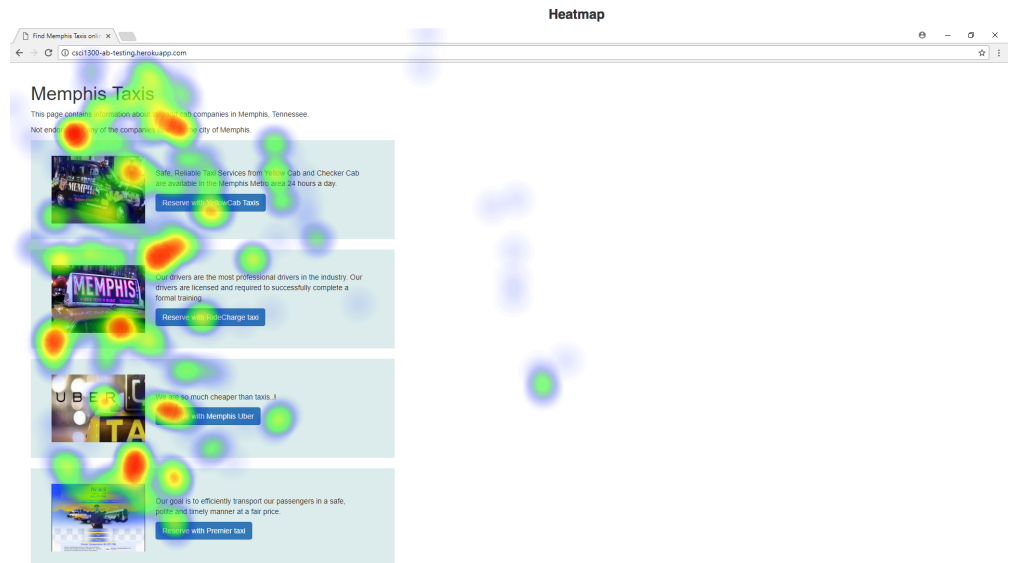 Heatmap
Find Memphis Taxis onlin
csci1300-ab-testing.herokuapp.com
Memphis Taxis
This page contains information about cab companies in Memphis, Tennessee.
Not endo any of the companies the city of Memphis.
Safe, Reliable Taxi Services from Yellow Cab and Checker Cab
are available in the Memphis Metro area 24 hours a day.
MEMPH
Reserve with YellowCab Taxis
Our drivers are the most professional drivers in the industry. Our
drivers are licensed and required to successfully complete a
formal training.
MEMPHIS
Reserve with RideCharge taxi
UBER
We are so much cheaper than taxis..!!
with Memphis Uber
TA
Our goal is to efficiently transport our passengers in a safe,
polite and timely manner at a fair price.
Reserve with Premier taxi